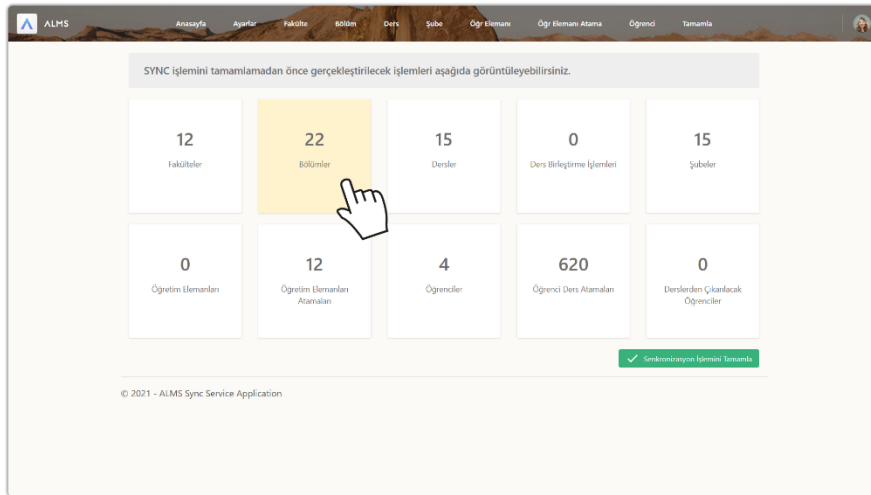 ALMS Anasayfa Ayarlar Fakülte Bölüm Ders Şube Öğr Elemanı Öğr Elemanı Atama Öğrenci Tamamla
SYNC işlemini tamamlamadan önce gerçekleştirilecek işlemleri aşağıda görüntüleyebilirsiniz.
12
Fakülteler
22
Bölümler
15
Dersler
0
Ders Birleştirme İşlemleri
15
Şubeler
0
Öğretim Elemanları
12
Öğretim Elemanları
Atamaları
4
Öğrenciler
620
Öğrenci Ders Atamaları
0
Derslerden Çıkarılacak
Öğrenciler
Senkronizasyon İşlemini Tamamla
© 2021 - ALMS Sync Service Application